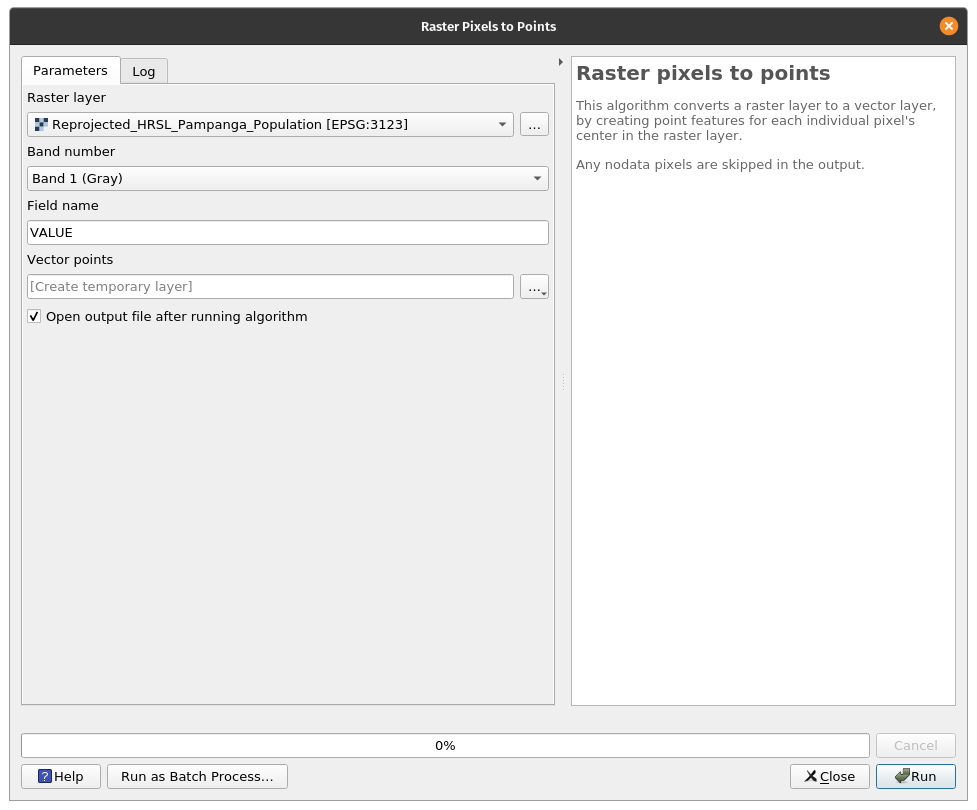 Raster Pixels to Points
Parameters
Log
Raster layer
Reprojected_HRSL_Pampanga_Population [EPSG:3123]
...
Band number
Band 1 (Gray)
Field name
VALUE
Vector points
[Create temporary layer]
...
Open output file after running algorithm
Raster pixels to points
This algorithm converts a raster layer to a vector layer,
by creating point features for each individual pixel's
center in the raster layer.
Any nodata pixels are skipped in the output.
0%
Cancel
? Help
Run as Batch Process...
Close
Run